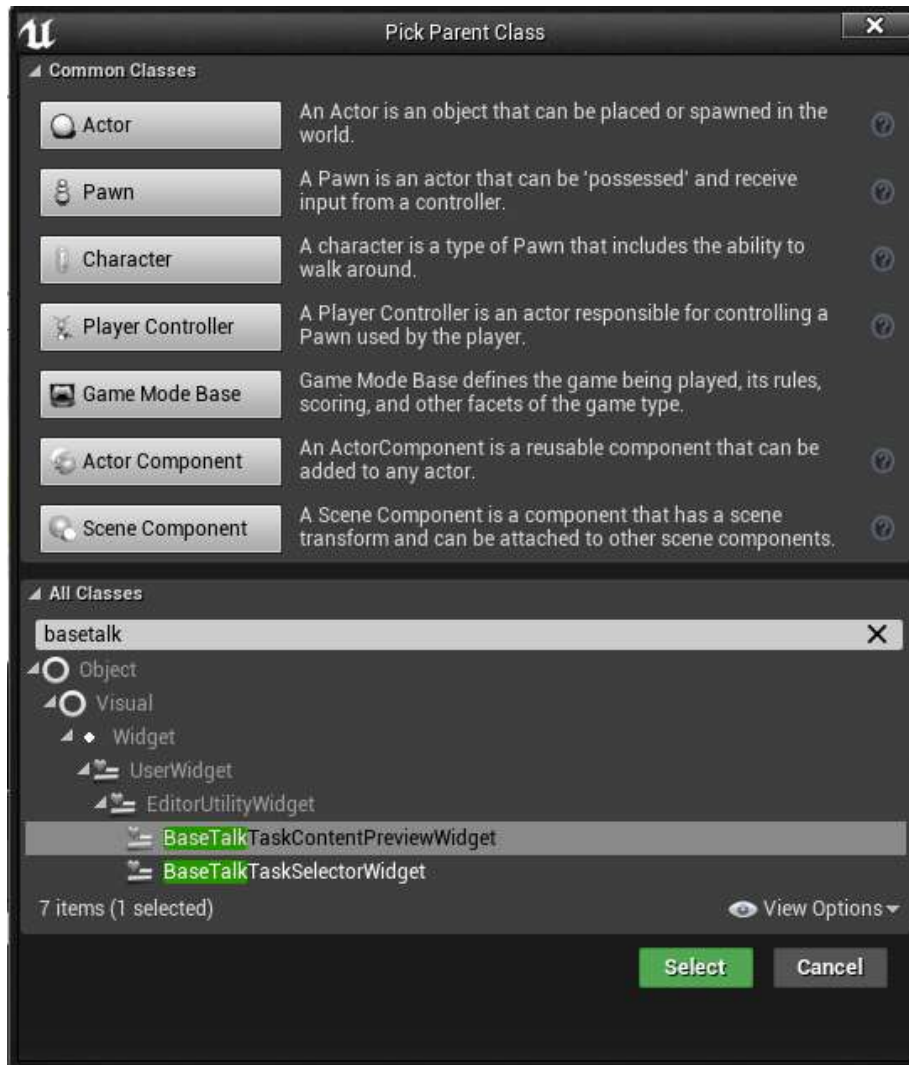 Pick Parent Class
Common Classes
Actor
An Actor is an object that can be placed or spawned in the
world.
Pawn
A Pawn is an actor that can be 'possessed' and receive
input from a controller.
Character
A character is a type of Pawn that includes the ability to
walk around.
Player Controller
A Player Controller is an actor responsible for controlling a
Pawn used by the player.
Game Mode Base
Game Mode Base defines the game being played, its rules,
scoring, and other facets of the game type.
Actor Component
An ActorComponent is a reusable component that can be
added to any actor.
Scene Component
A Scene Component is a component that has a scene
transform and can be attached to other scene components.
All Classes
basetalk
Object
Visual
Widget
UserWidget
EditorUtilityWidget
BaseTalkTaskContentPreviewWidget
BaseTalkTaskSelectorWidget
7 items (1 selected)
View Options
Select
Cancel